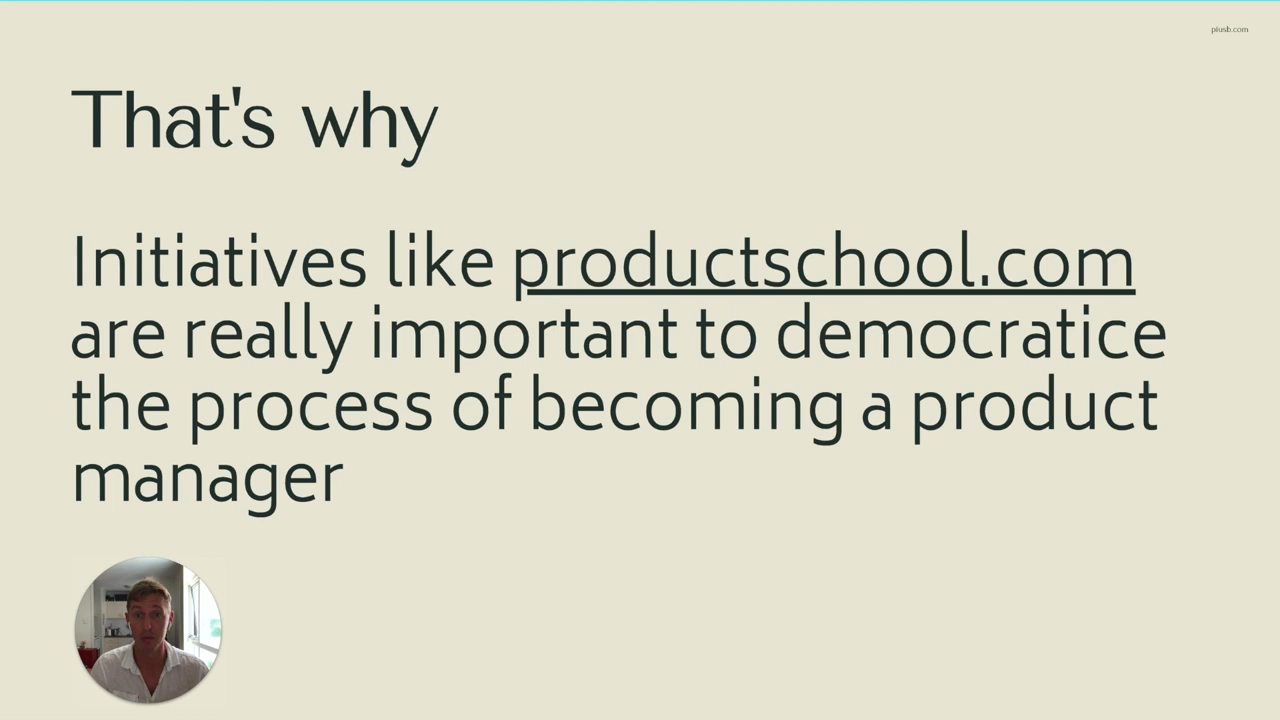 piusb.com
That's why
Initiatives like productschool.com
are really important to democratice
the process of becoming a product
manager